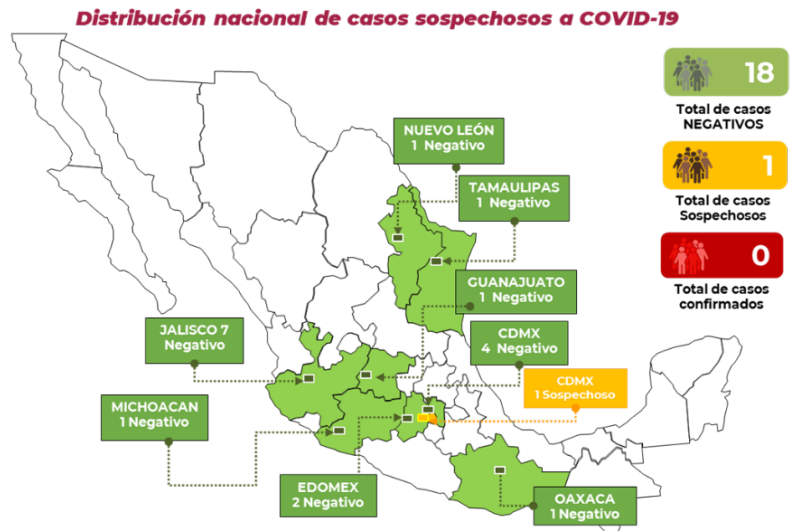 Distribución nacional de casos sospechosos a COVID-19
18
Total de casos
NEGATIVOS
1
Total de casos
Sospechosos
0
Total de casos
confirmados
NUEVO LEÓN
1 Negativo
TAMAULIPAS
1 Negativo
GUANAJUATO
1 Negativo
JALISCO 7
Negativo
CDMX
4 Negativo
CDMX
1 Sospechoso
MICHOACAN
1 Negativo
EDOMEX
2 Negativo
OAXACA
1 Negativo